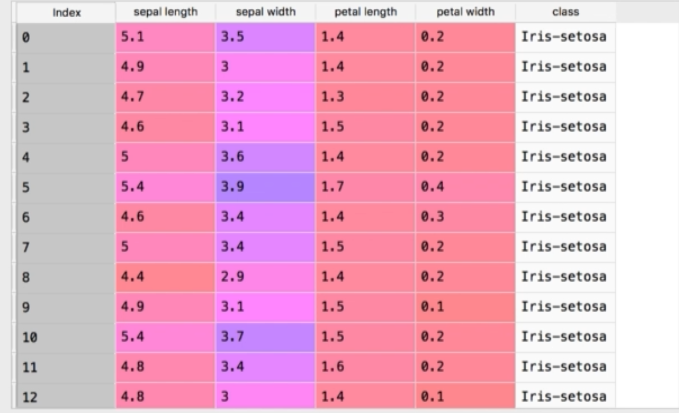 Index sepal length sepal width petal length petal width class
0 5.1 3.5 1.4 0.2 Iris-setosa
1 4.9 3 1.4 0.2 Iris-setosa
2 4.7 3.2 1.3 0.2 Iris-setosa
3 4.6 3.1 1.5 0.2 Iris-setosa
4 5 3.6 1.4 0.2 Iris-setosa
5 5.4 3.9 1.7 0.4 Iris-setosa
6 4.6 3.4 1.4 0.3 Iris-setosa
7 5 3.4 1.5 0.2 Iris-setosa
8 4.4 2.9 1.4 0.2 Iris-setosa
9 4.9 3.1 1.5 0.1 Iris-setosa
10 5.4 3.7 1.5 0.2 Iris-setosa
11 4.8 3.4 1.6 0.2 Iris-setosa
12 4.8 3 1.4 0.1 Iris-setosa